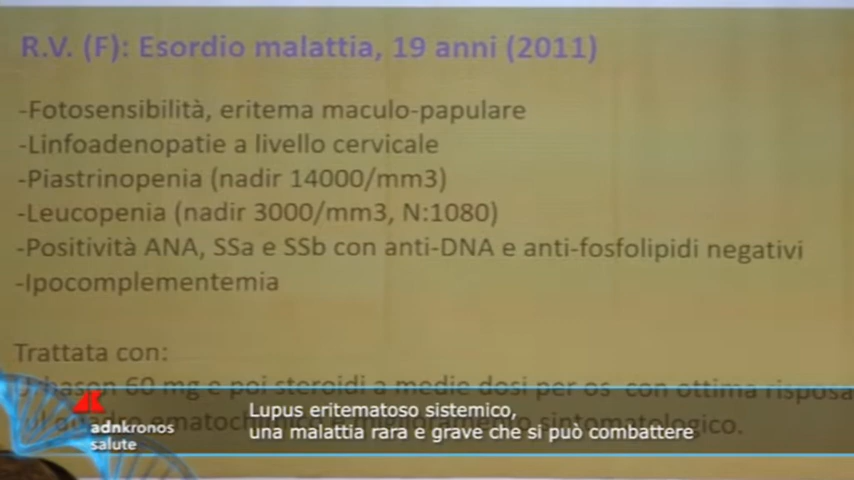 R.V. (F): Esordio malattia, 19 anni (2011)
-Fotosensibilità, eritema maculo-papulare
-Linfoadenopatie a livello cervicale
-Piastrinopenia (nadir 14000/mm3)
-Leucopenia (nadir 3000/mm3, N:1080)
-Positività ANA, SSa e SSb con anti-DNA e anti-fosfolipidi negativi
-Ipocomplementemia
Trattata con:
60 mg e poi steroidi a medie dosi per os con ottima risposa
miglioramento sintomatologico.
adnkronos
salute
Lupus eritematoso sistemico,
una malattia rara e grave che si può combattere